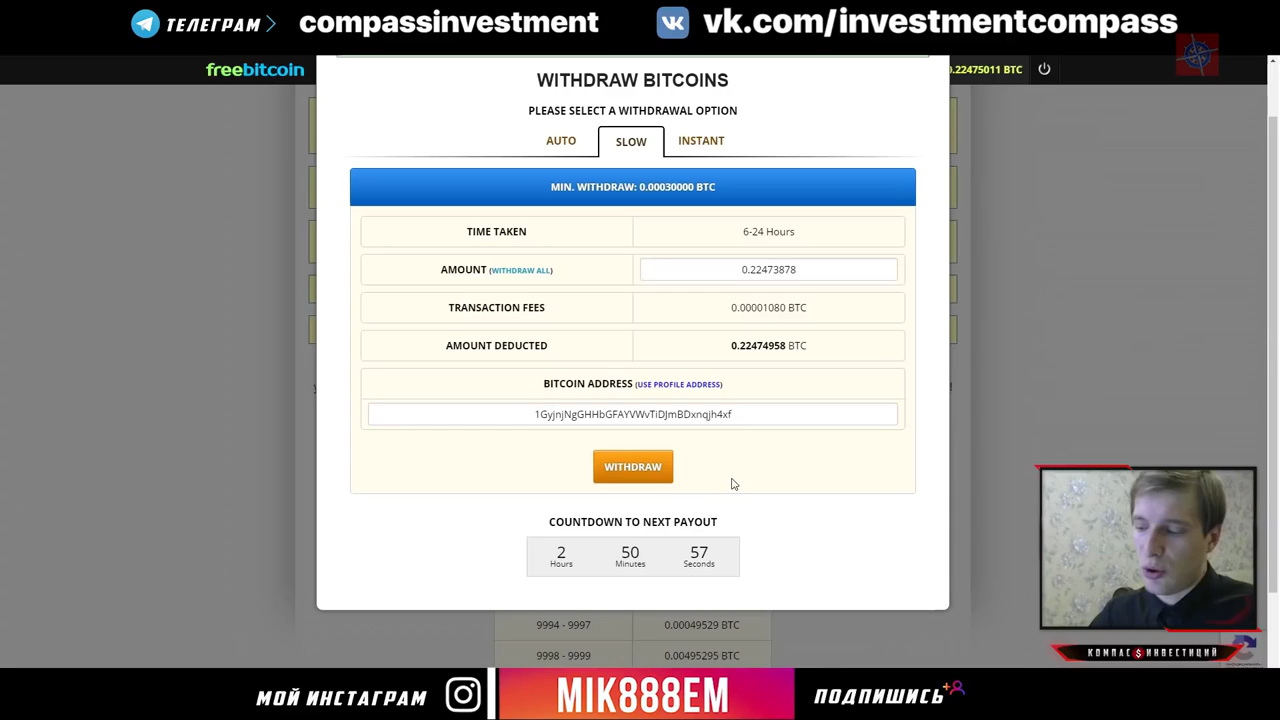 ТЕЛЕГРАМ > compassinvestment vk.com/investmentcompass
freebitcoin 0.22475011 BTC
WITHDRAW BITCOINS
PLEASE SELECT A WITHDRAWAL OPTION
AUTO SLOW INSTANT
MIN. WITHDRAW: 0.00030000 BTC
TIME TAKEN 6-24 Hours
AMOUNT (WITHDRAW ALL) 0.22473878
TRANSACTION FEES 0.00001080 BTC
AMOUNT DEDUCTED 0.22474958 BTC
BITCOIN ADDRESS (USE PROFILE ADDRESS)
1GyjnjNgGHHbGFAYVWvTiDJmBDxnqjh4xf
WITHDRAW
COUNTDOWN TO NEXT PAYOUT
2 50 57
Hours Minutes Seconds
9994 - 9997 0.00049529 BTC
9998 - 9999 0.00495295 BTC
КОМПАС $ ИНВЕСТИЦИЙ
МОЙ ИНСТАГРАМ MIK888EM ПОДПИШИСЬ